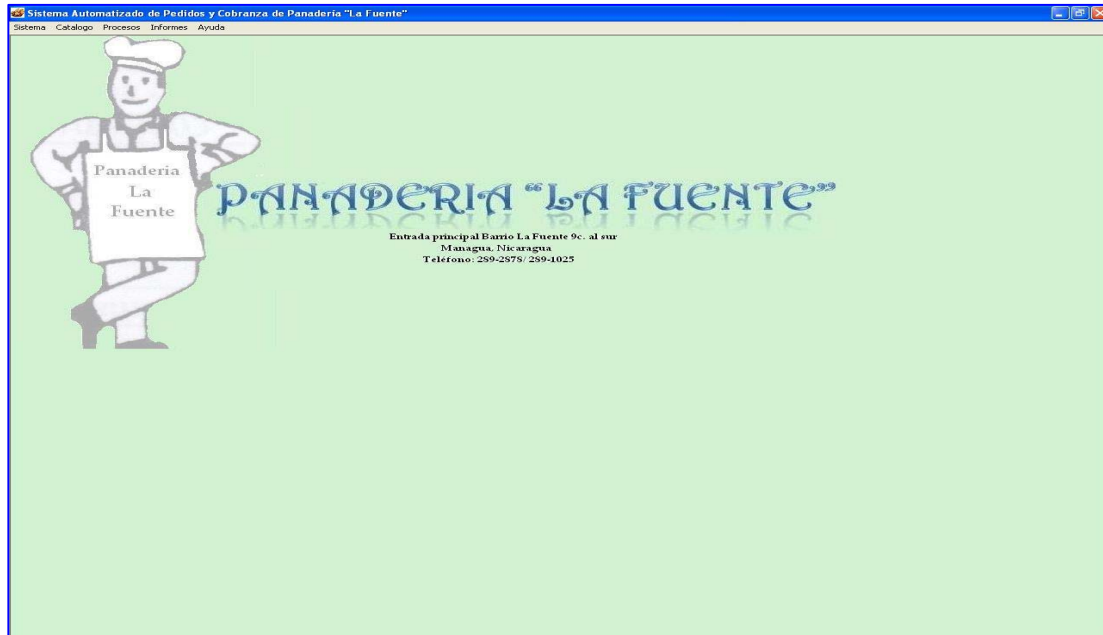 Sistema Automatizado de Pedidos y Cobranza de Panadería "La Fuente"
Sistema Catalogo Procesos Informes Ayuda
Panaderia
La
Fuente
PANADERIA “LA FUENTE”
Entrada principal Barrio La Fuente 9c. al sur
Managua, Nicaragua
Teléfono: 289-2878/ 289-1025